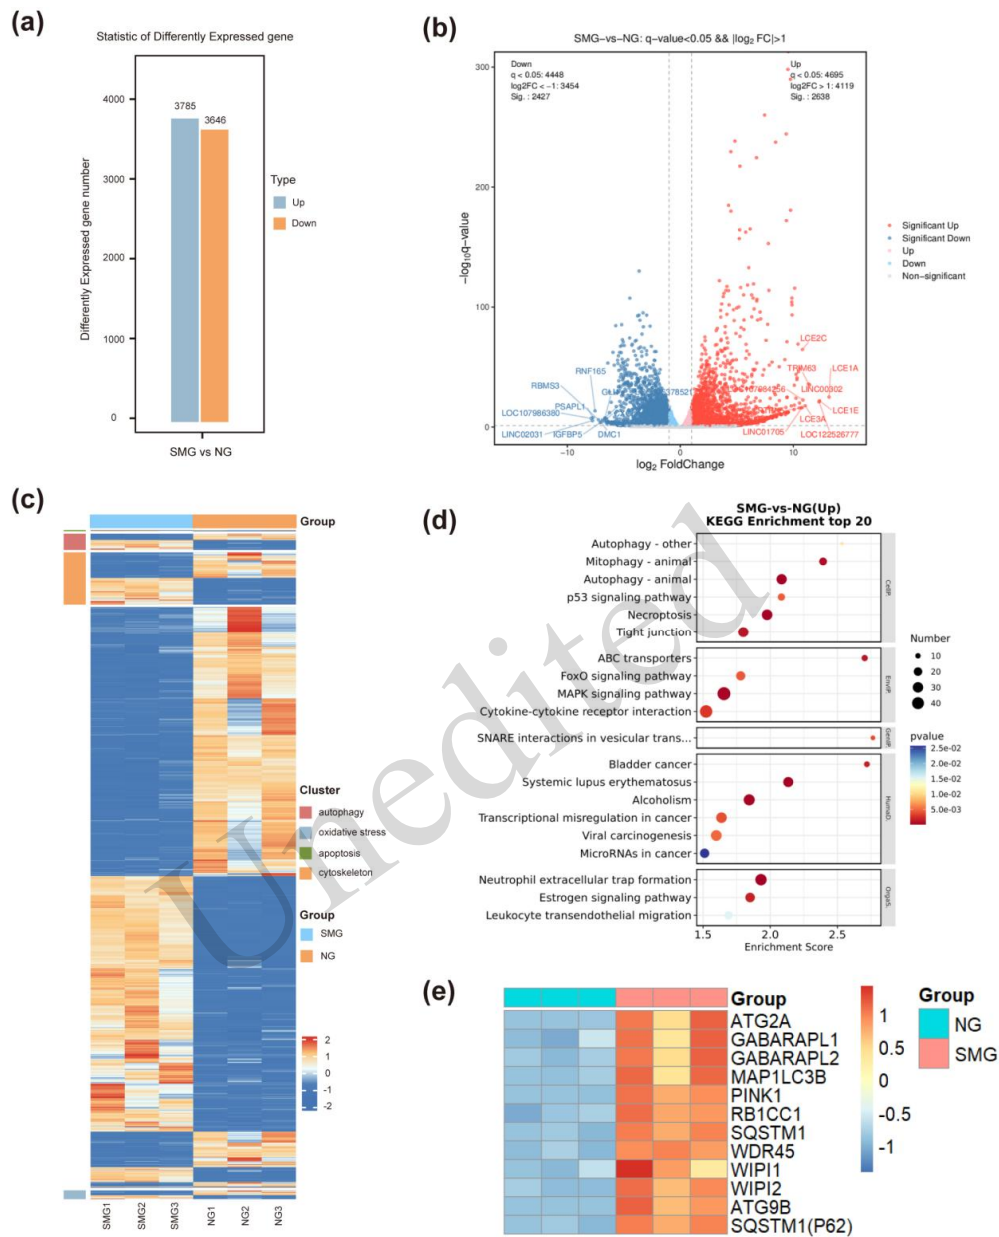 (a)
Statistic of Differently Expressed gene
Differently Expressed gene number
4000
3000
2000
1000
0
3785
3646
SMG vs NG
Type
Up
Down
(b)
SMG-vs-NG: q-value<0.05 && |log2 FC|>1
Down
q < 0.05: 4448
log2FC < -1: 3454
Sig. : 2427
Up
q < 0.05: 4695
log2FC > 1: 4119
Sig. : 2638
-log10q-value
300
200
100
0
RNF165
RBMS3
PSAPL1
LOC107986380
LINC02031
IGFBP5
DMC1
LCE2C
TRIM63
LCE1A
LINC00302
LCE1E
LCE3A
LINC01705
LOC122526777
-10
0
10
log2 FoldChange
Significant Up
Significant Down
Up
Down
Non-significant
(c)
Group
Cluster
autophagy
oxidative stress
apoptosis
cytoskeleton
Group
SMG
NG
2
1
0
-1
-2
SMG1
SMG2
SMG3
NG1
NG2
NG3
(d)
SMG-vs-NG(Up)
KEGG Enrichment top 20
Autophagy - other
Mitophagy - animal
Autophagy - animal
p53 signaling pathway
Necroptosis
Tight junction
CellP.
ABC transporters
FoxO signaling pathway
MAPK signaling pathway
Cytokine-cytokine receptor interaction
EnvIP.
SNARE interactions in vesicular trans...
GenIP.
Bladder cancer
Systemic lupus erythematosus
Alcoholism
Transcriptional misregulation in cancer
Viral carcinogenesis
MicroRNAs in cancer
HumaD.
Neutrophil extracellular trap formation
Estrogen signaling pathway
Leukocyte transendothelial migration
OrgaS.
1.5
2.0
2.5
Enrichment Score
Number
10
20
30
40
pvalue
2.5e-02
2.0e-02
1.5e-02
1.0e-02
5.0e-03
(e)
Group
ATG2A
GABARAPL1
GABARAPL2
MAP1LC3B
PINK1
RB1CC1
SQSTM1
WDR45
WIPI1
WIPI2
ATG9B
SQSTM1(P62)
1
0.5
0
-0.5
-1
Group
NG
SMG
Unedited